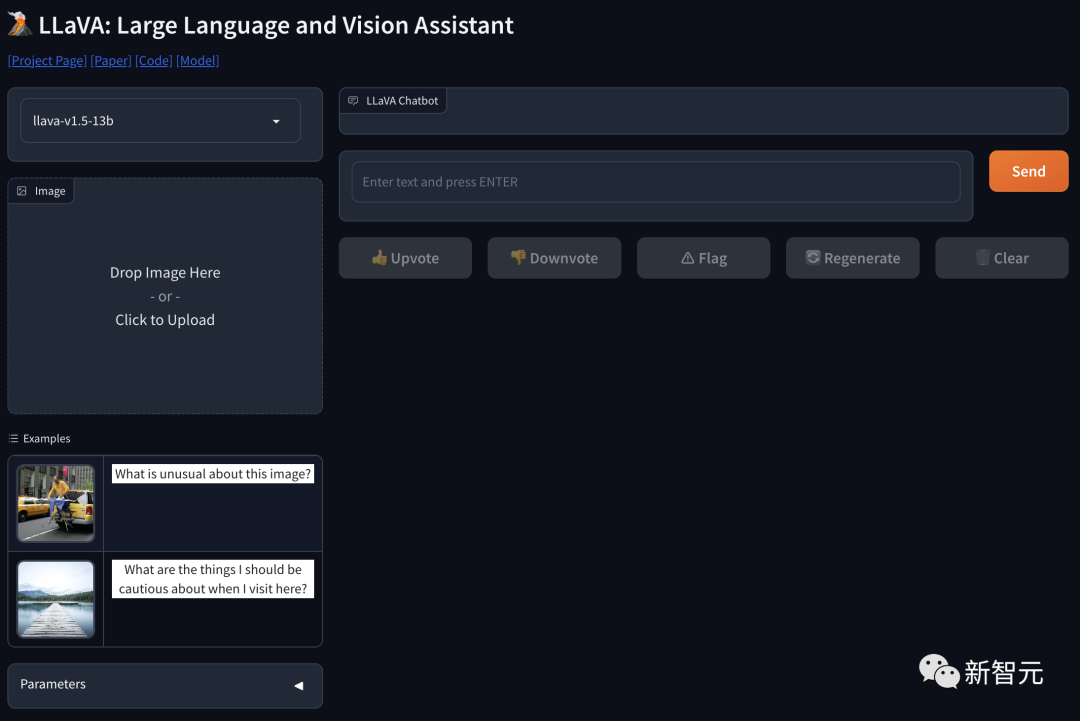 LLaVA: Large Language and Vision Assistant
[Project Page] [Paper] [Code] [Model]
llava-v1.5-13b
Image
Drop Image Here
- or -
Click to Upload
Examples
What is unusual about this image?
What are the things I should be
cautious about when I visit here?
Parameters
LLaVA Chatbot
Enter text and press ENTER
Send
Upvote
Downvote
Flag
Regenerate
Clear
新智元